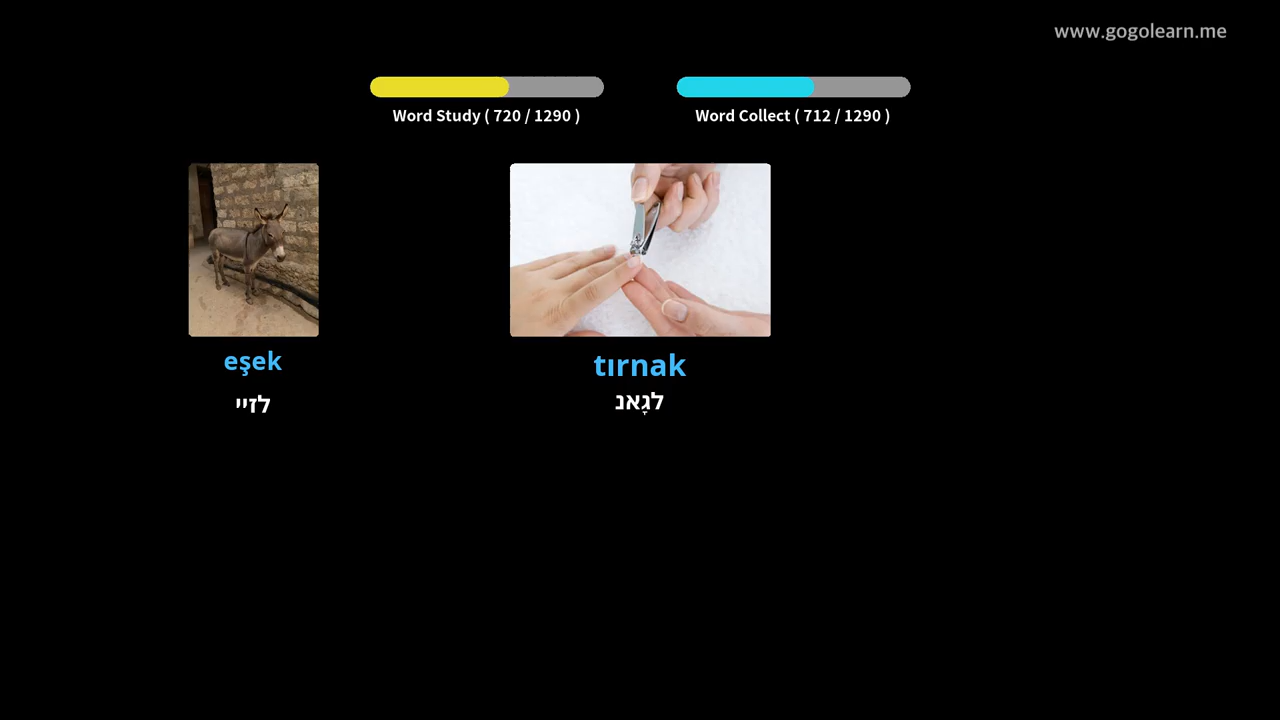 www.gogolearn.me
Word Study ( 720 / 1290 )
Word Collect ( 712 / 1290 )
eşek
לזיי
tırnak
לגָאנ